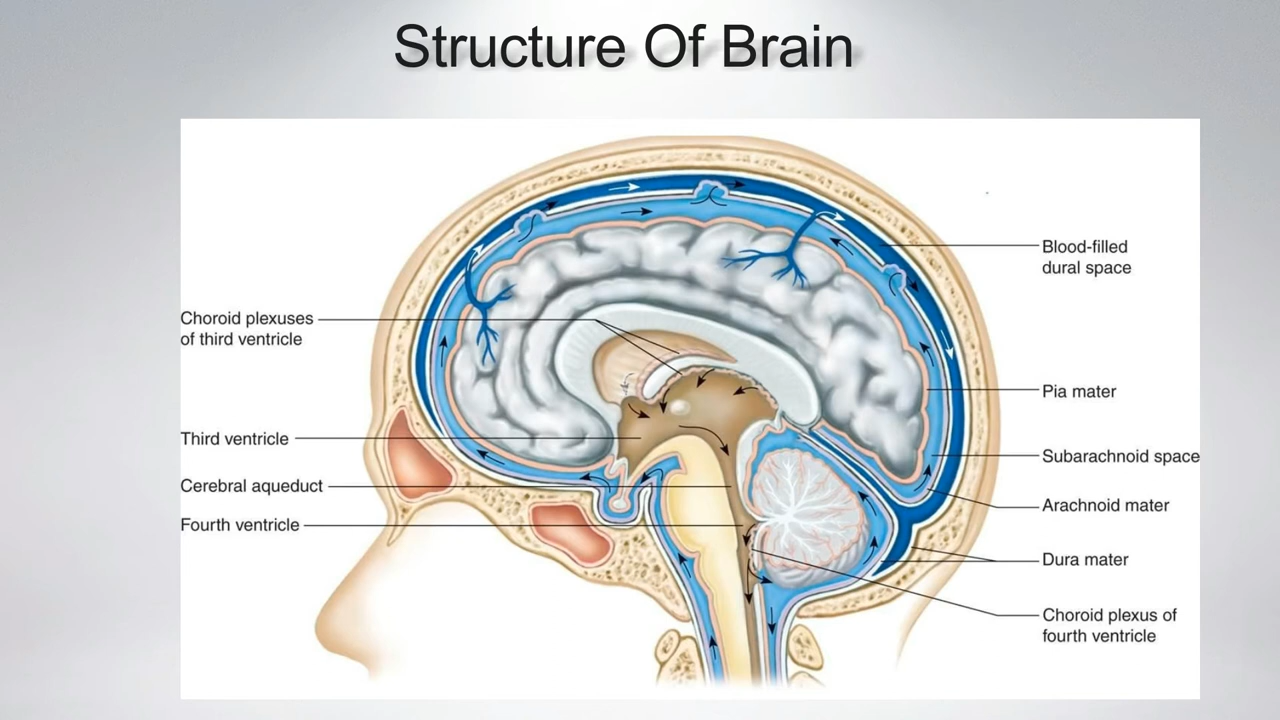 Structure Of Brain
Choroid plexuses
of third ventricle
Third ventricle
Cerebral aqueduct
Fourth ventricle
Blood-filled
dural space
Pia mater
Subarachnoid space
Arachnoid mater
Dura mater
Choroid plexus of
fourth ventricle